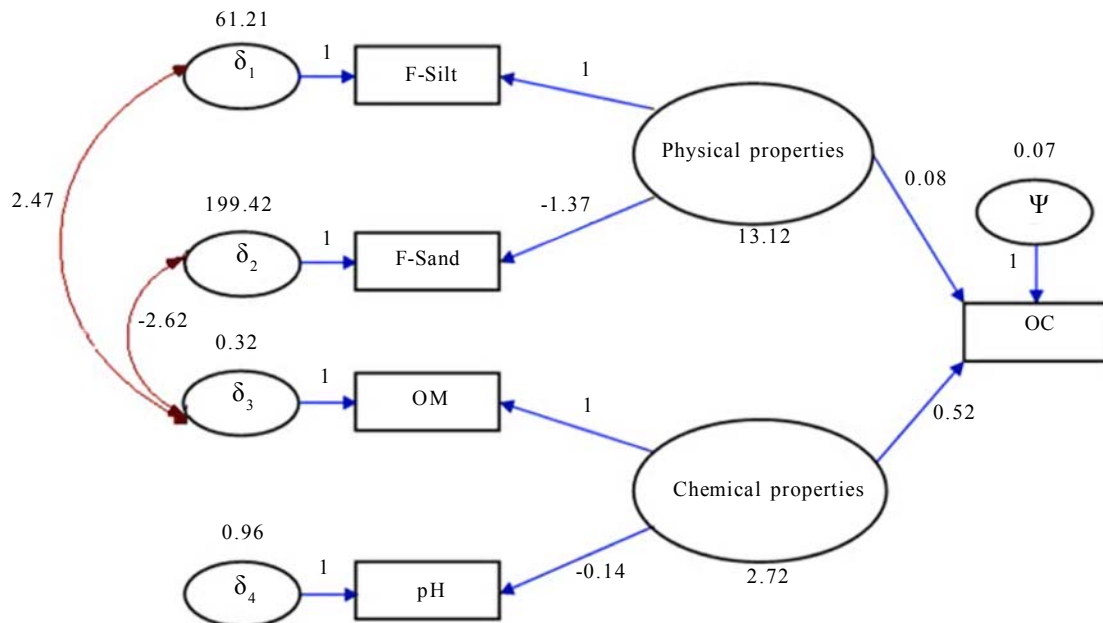 61.21
δ1
1
F-Silt
1
Physical properties
13.12
0.07
Ψ
1
0.08
2.47
199.42
δ2
1
F-Sand
-1.37
-2.62
OC
0.32
δ3
1
OM
1
0.52
Chemical properties
2.72
0.96
δ4
1
pH
-0.14